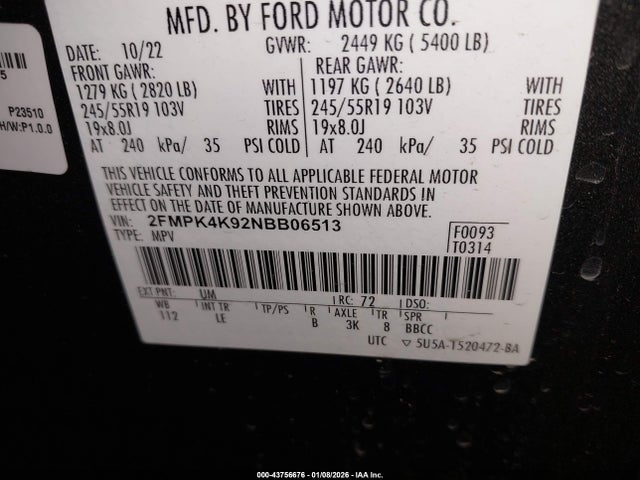 MFD. BY FORD MOTOR CO.
DATE: 10/22 GVWR: 2449 KG (5400 LB)
FRONT GAWR: REAR GAWR:
1279 KG (2820 LB) WITH 1197 KG (2640 LB) WITH
245/55R19 103V TIRES 245/55R19 103V TIRES
19x8.0J RIMS 19x8.0J RIMS
AT 240 kPa/ 35 PSI COLD AT 240 kPa/ 35 PSI COLD
THIS VEHICLE CONFORMS TO ALL APPLICABLE FEDERAL MOTOR
VEHICLE SAFETY AND THEFT PREVENTION STANDARDS IN
EFFECT ON THE DATE OF MANUFACTURE SHOWN ABOVE.
VIN: 2FMPK4K92NBB06513 F0093
TYPE: MPV T0314
EXT PNT: UM RC: 72 DSO:
WB INT TR TP/PS R AXLE TR SPR
112 LE B 3K 8 BBCC
UTC ▽ 5U5A-1520472-BA
5
P23510
H/W:P1.0.0
000-43756676 | 01/08/2026 | IAA Inc.